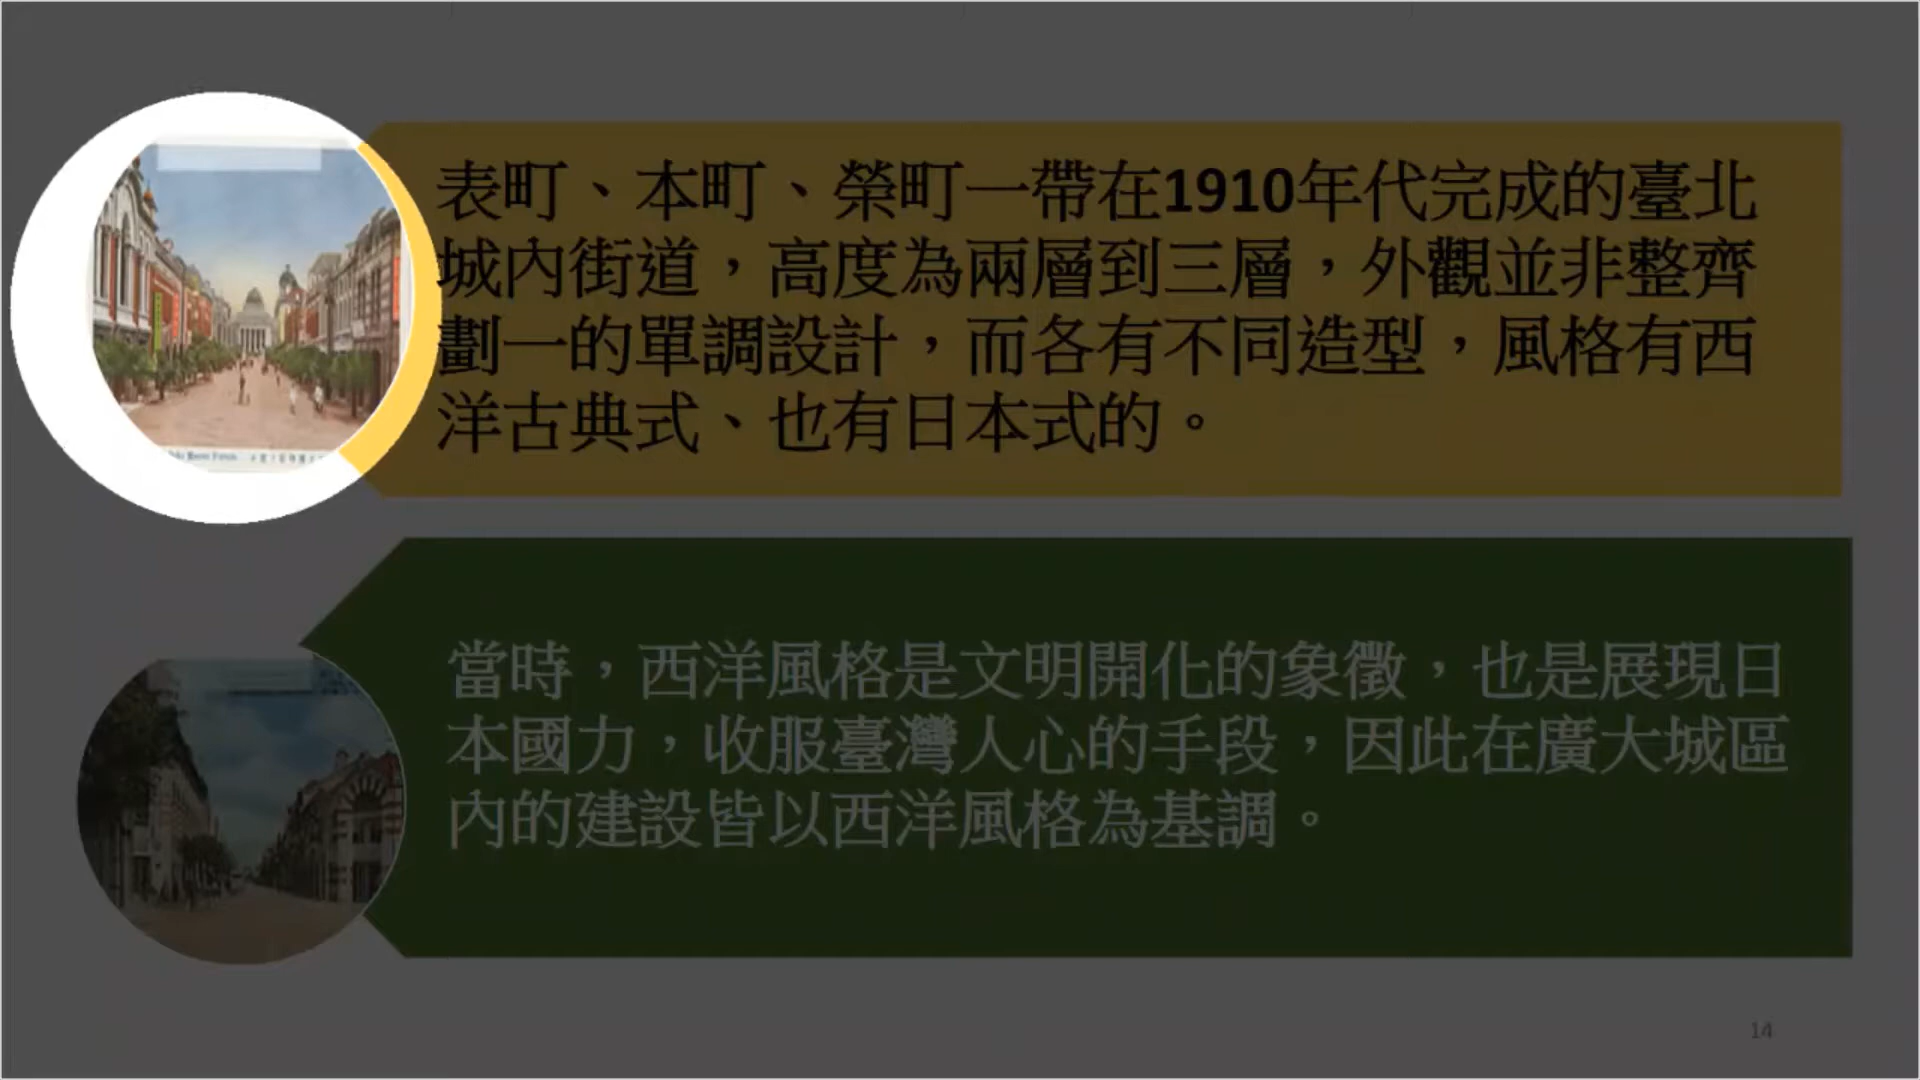 表町、本町、榮町一帶在1910年代完成的臺北
城內街道，高度為兩層到三層，外觀並非整齊
劃一的單調設計，而各有不同造型，風格有西
洋古典式、也有日本式的。
當時，西洋風格是文明開化的象徵，也是展現日
本國力，收服臺灣人心的手段，因此在廣大城區
內的建設皆以西洋風格為基調。
14